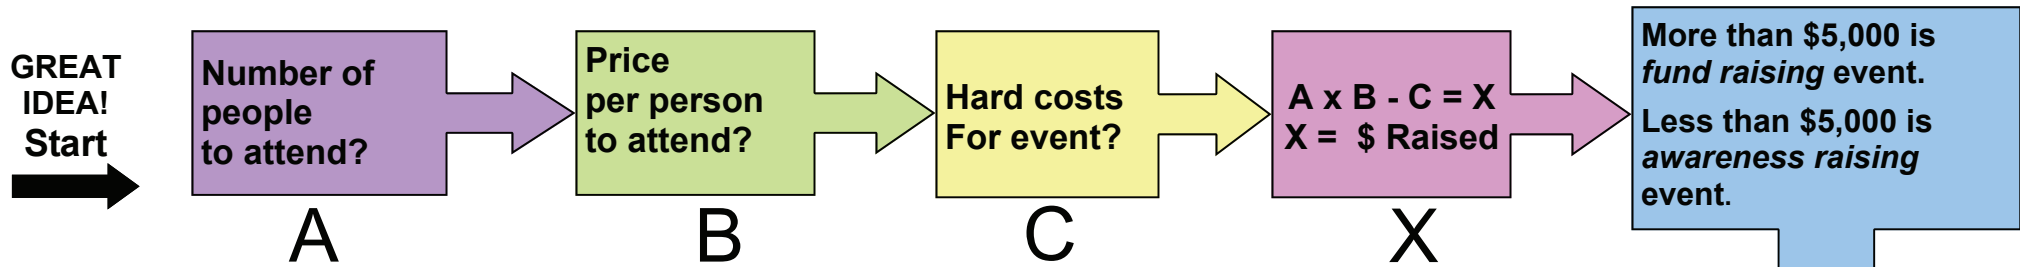 GREAT
IDEA!
Start
Number of
people
to attend?
A
Price
per person
to attend?
B
Hard costs
For event?
C
A x B - C = X
X = $ Raised
X
More than $5,000 is
fund raising event.
Less than $5,000 is
awareness raising
event.